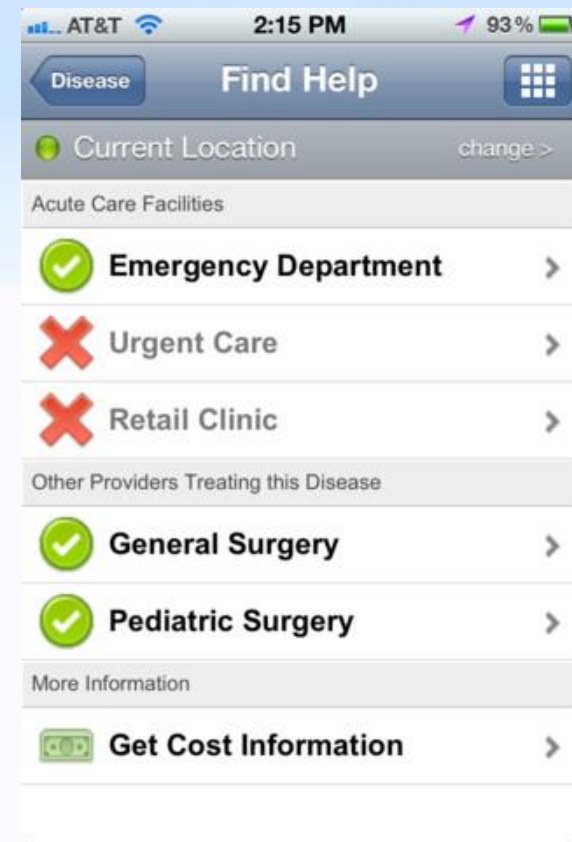 AT&T 2:15 PM 93%
Disease Find Help
Current Location change >
Acute Care Facilities
Emergency Department
Urgent Care
Retail Clinic
Other Providers Treating this Disease
General Surgery
Pediatric Surgery
More Information
Get Cost Information